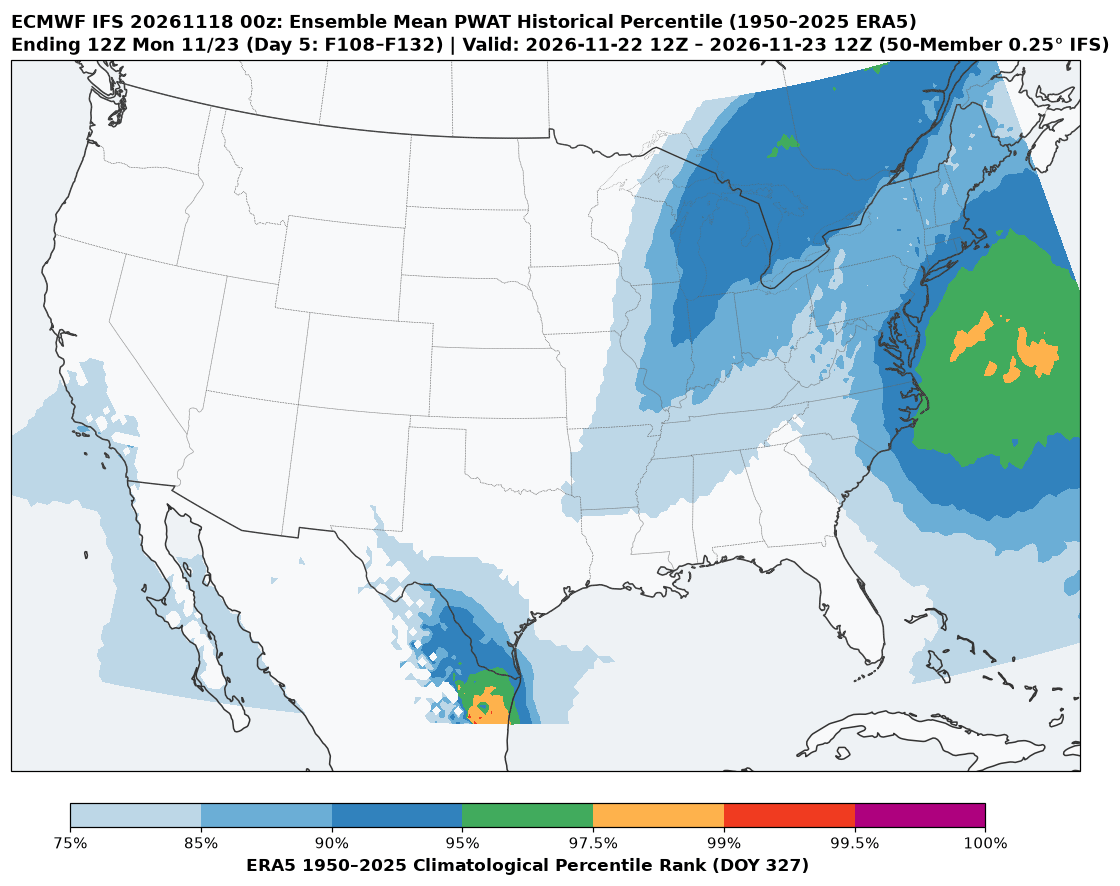 ECMWF IFS 20261118 00z: Ensemble Mean PWAT Historical Percentile (1950–2025 ERA5)
Ending 12Z Mon 11/23 (Day 5: F108–F132) | Valid: 2026-11-22 12Z – 2026-11-23 12Z (50-Member 0.25° IFS)
75% 85% 90% 95% 97.5% 99% 99.5% 100%
ERA5 1950–2025 Climatological Percentile Rank (DOY 327)